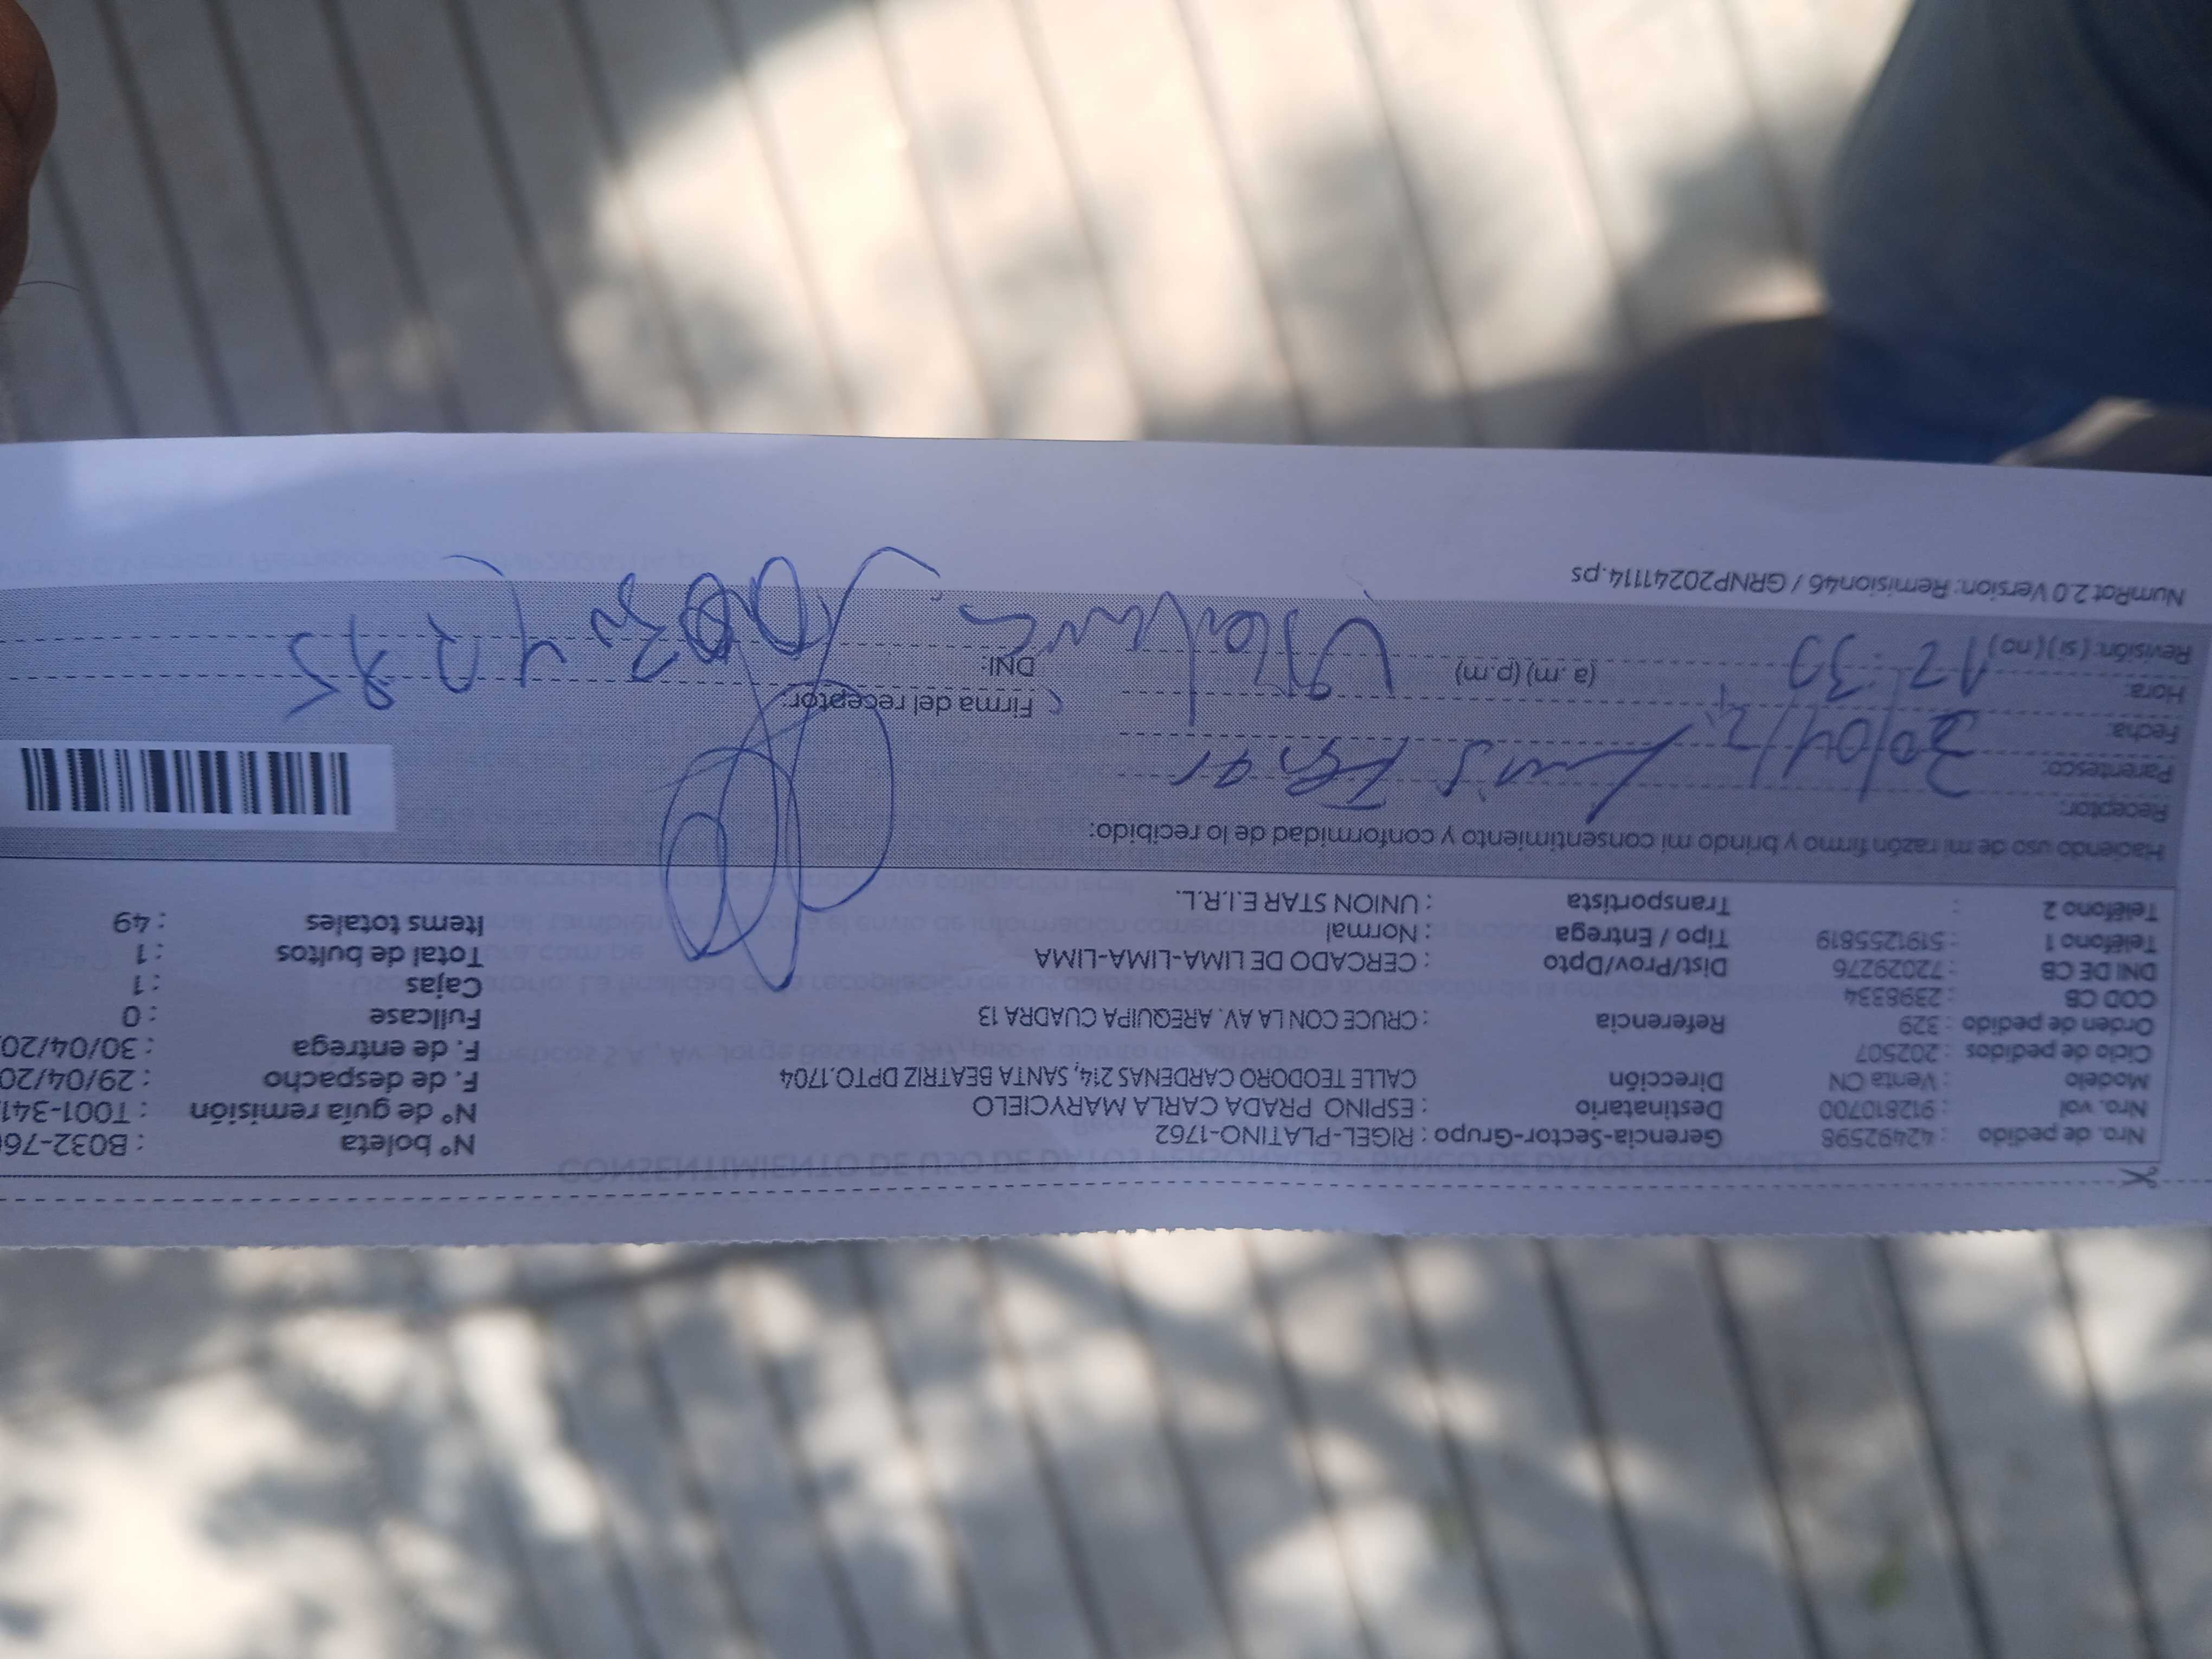 Nro. de pedido : 42492598 Gerencia-Sector-Grupo : RIGEL-PLATINO-1762 N° boleta : B032-76
Nro. vol : 912810700 Destinatario : ESPINO PRADA CARLA MARYCIELO N° de guía remisión : T001-341
Modelo : Venta CN Dirección CALLE TEODORO CARDENAS 214, SANTA BEATRIZ DPTO.1704 F. de despacho : 29/04/20
Ciclo de pedidos : 202507 F. de entrega : 30/04/20
Orden de pedido : 329 Referencia : CRUCE CON LA AV. AREQUIPA CUADRA 13 Fullcase : 0
COD CB : 2398334 Cajas : 1
DNI DE CB : 72029276 Dist/Prov/Dpto : CERCADO DE LIMA-LIMA-LIMA Total de bultos : 1
Teléfono 1 : 5191255819 Tipo / Entrega : Normal Items totales : 49
Teléfono 2 : Transportista : UNION STAR E.I.R.L.
Haciendo uso de mi razón firmo y brindo mi consentimiento y conformidad de lo recibido:
Receptor:
Parentesco: Luis
Fecha: 30/04/2
Hora: 12:30 (a.m) (p.m) Firma del receptor:
Revisión: (si) (no) DNI:
NumRot 2.0 Version: Remision46 / GRNP20241114.ps